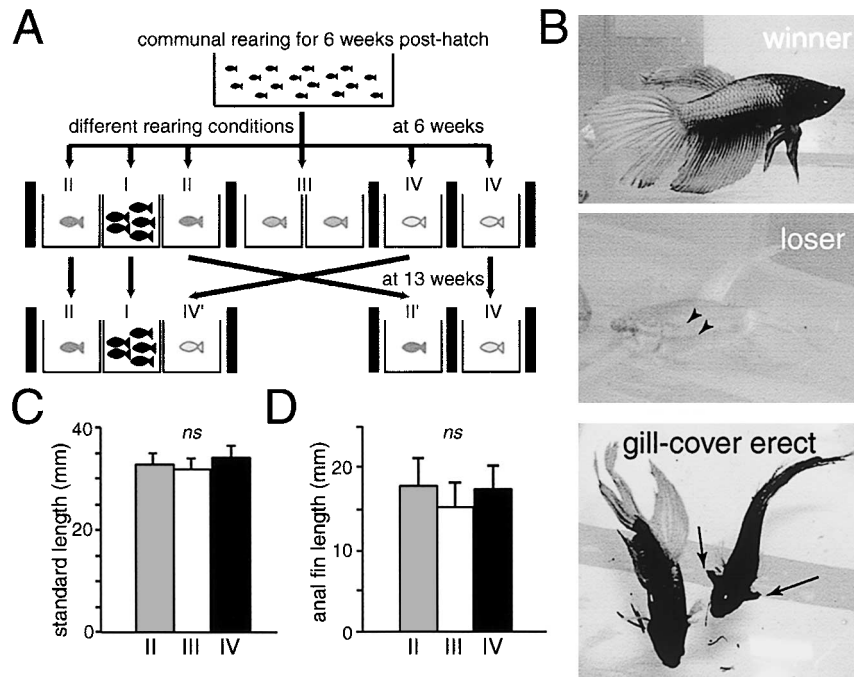 A
communal rearing for 6 weeks post-hatch
different rearing conditions
at 6 weeks
II I II III IV IV
at 13 weeks
II I IV' II' IV
B
winner
loser
gill-cover erect
C
standard length (mm)
40
20
0
ns
II III IV
D
anal fin length (mm)
20
15
10
0
ns
II III IV